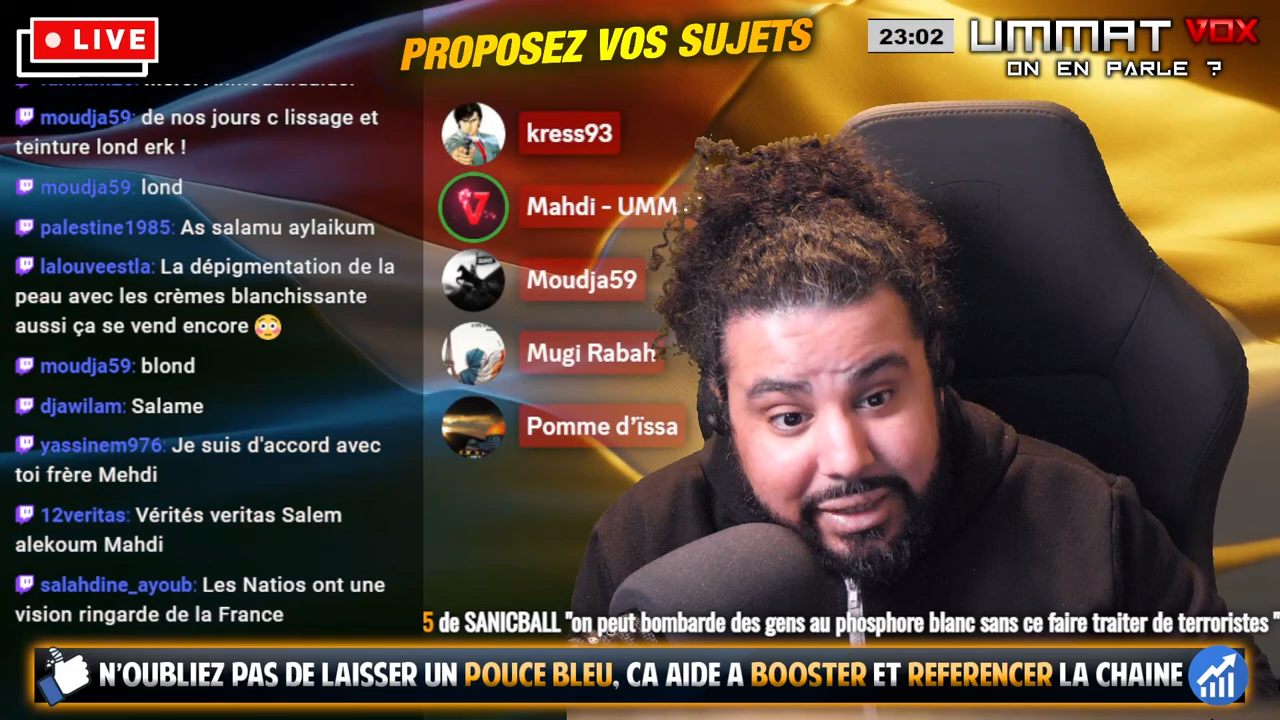 LIVE
PROPOSEZ VOS SUJETS
23:02
UMMAT VOX
ON EN PARLE ?
moudja59: de nos jours c lissage et
teinture lond erk !
moudja59: lond
palestine1985: As salamu aylaikum
lalouveestla: La dépigmentation de la
peau avec les crèmes blanchissante
aussi ça se vend encore 😳
moudja59: blond
djawilam: Salame
yassinem976: Je suis d'accord avec
toi frère Mehdi
12veritas: Vérités veritas Salem
alekoum Mahdi
salahdine_ayoub: Les Natios ont une
vision ringarde de la France
kress93
Mahdi - UMM
Moudja59
Mugi Rabah
Pomme d'ïssa
5 de SANICBALL "on peut bombarde des gens au phosphore blanc sans ce faire traiter de terroristes "
N'OUBLIEZ PAS DE LAISSER UN POUCE BLEU, CA AIDE A BOOSTER ET REFERENCER LA CHAINE